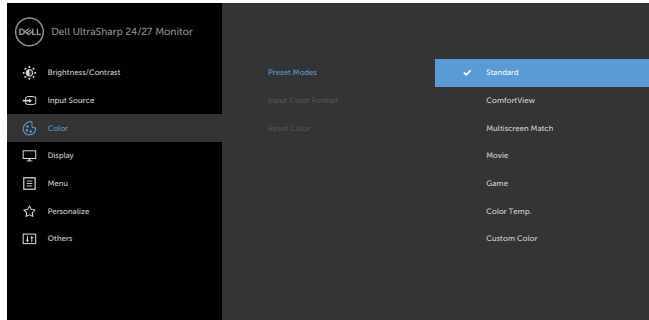 DELL Dell UltraSharp 24/27 Monitor
Brightness/Contrast Preset Modes Standard
Input Source Input Color Format ComfortView
Color Reset Color Multiscreen Match
Display Movie
Menu Game
Personalize Color Temp.
Others Custom Color